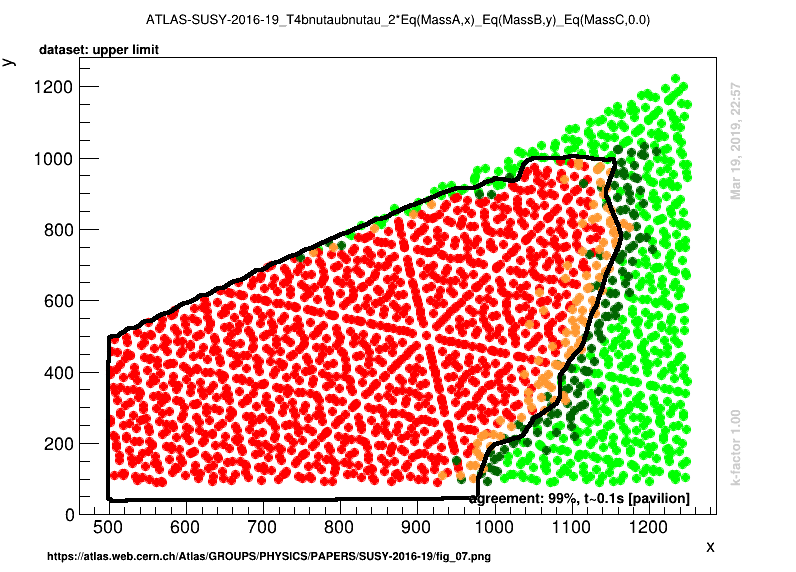 ATLAS-SUSY-2016-19_T4bnutaubnutau_2*Eq(MassA,x)_Eq(MassB,y)_Eq(MassC,0.0)
dataset: upper limit
y
1200
1000
800
600
400
200
0
500 600 700 800 900 1000 1100 1200
x
agreement: 99%, t~0.1s [pavilion]
Mar 19, 2019, 22:57
k-factor 1.00
https://atlas.web.cern.ch/Atlas/GROUPS/PHYSICS/PAPERS/SUSY-2016-19/fig_07.png